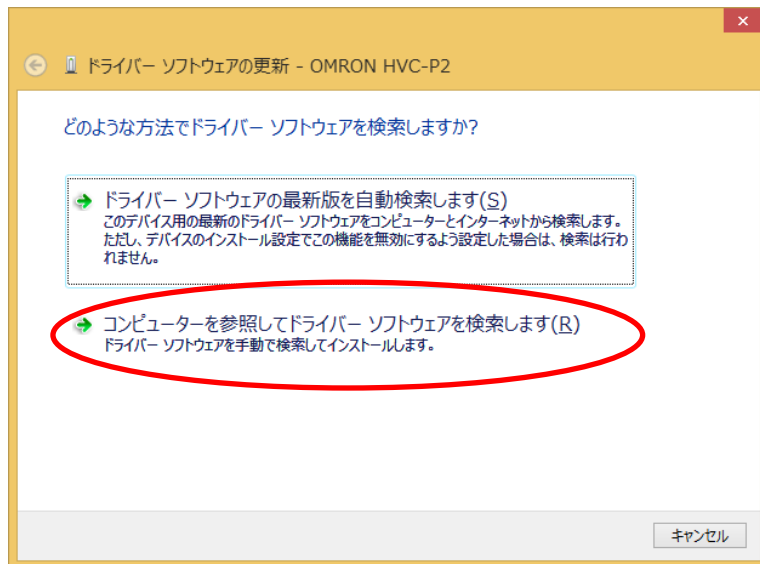 ドライバー ソフトウェアの更新 - OMRON HVC-P2
どのような方法でドライバー ソフトウェアを検索しますか?
ドライバー ソフトウェアの最新版を自動検索します(S)
このデバイス用の最新のドライバー ソフトウェアをコンピューターとインターネットから検索します。
ただし、デバイスのインストール設定でこの機能を無効にするよう設定した場合は、検索は行わ
れません。
コンピューターを参照してドライバー ソフトウェアを検索します(R)
ドライバー ソフトウェアを手動で検索してインストールします。
キャンセル